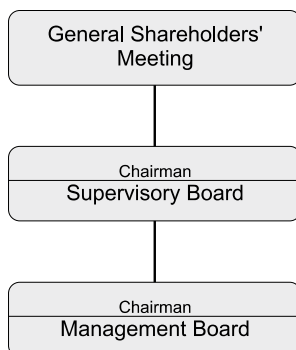 General Shareholders'
Meeting
Chairman
Supervisory Board
Chairman
Management Board